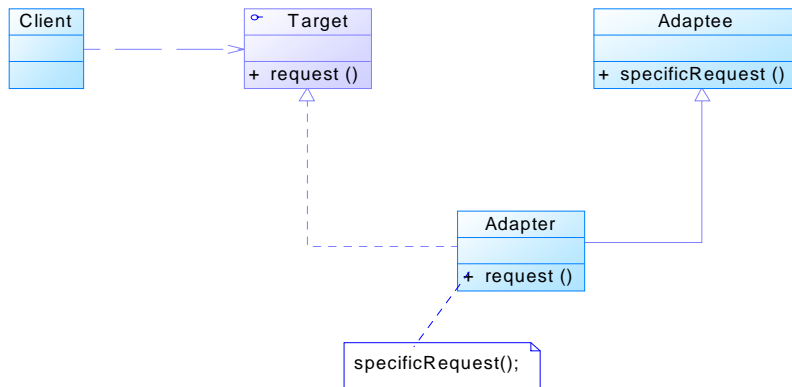 Client
Target
+ request ()
Adaptee
+ specificRequest ()
Adapter
+ request ()
specificRequest();